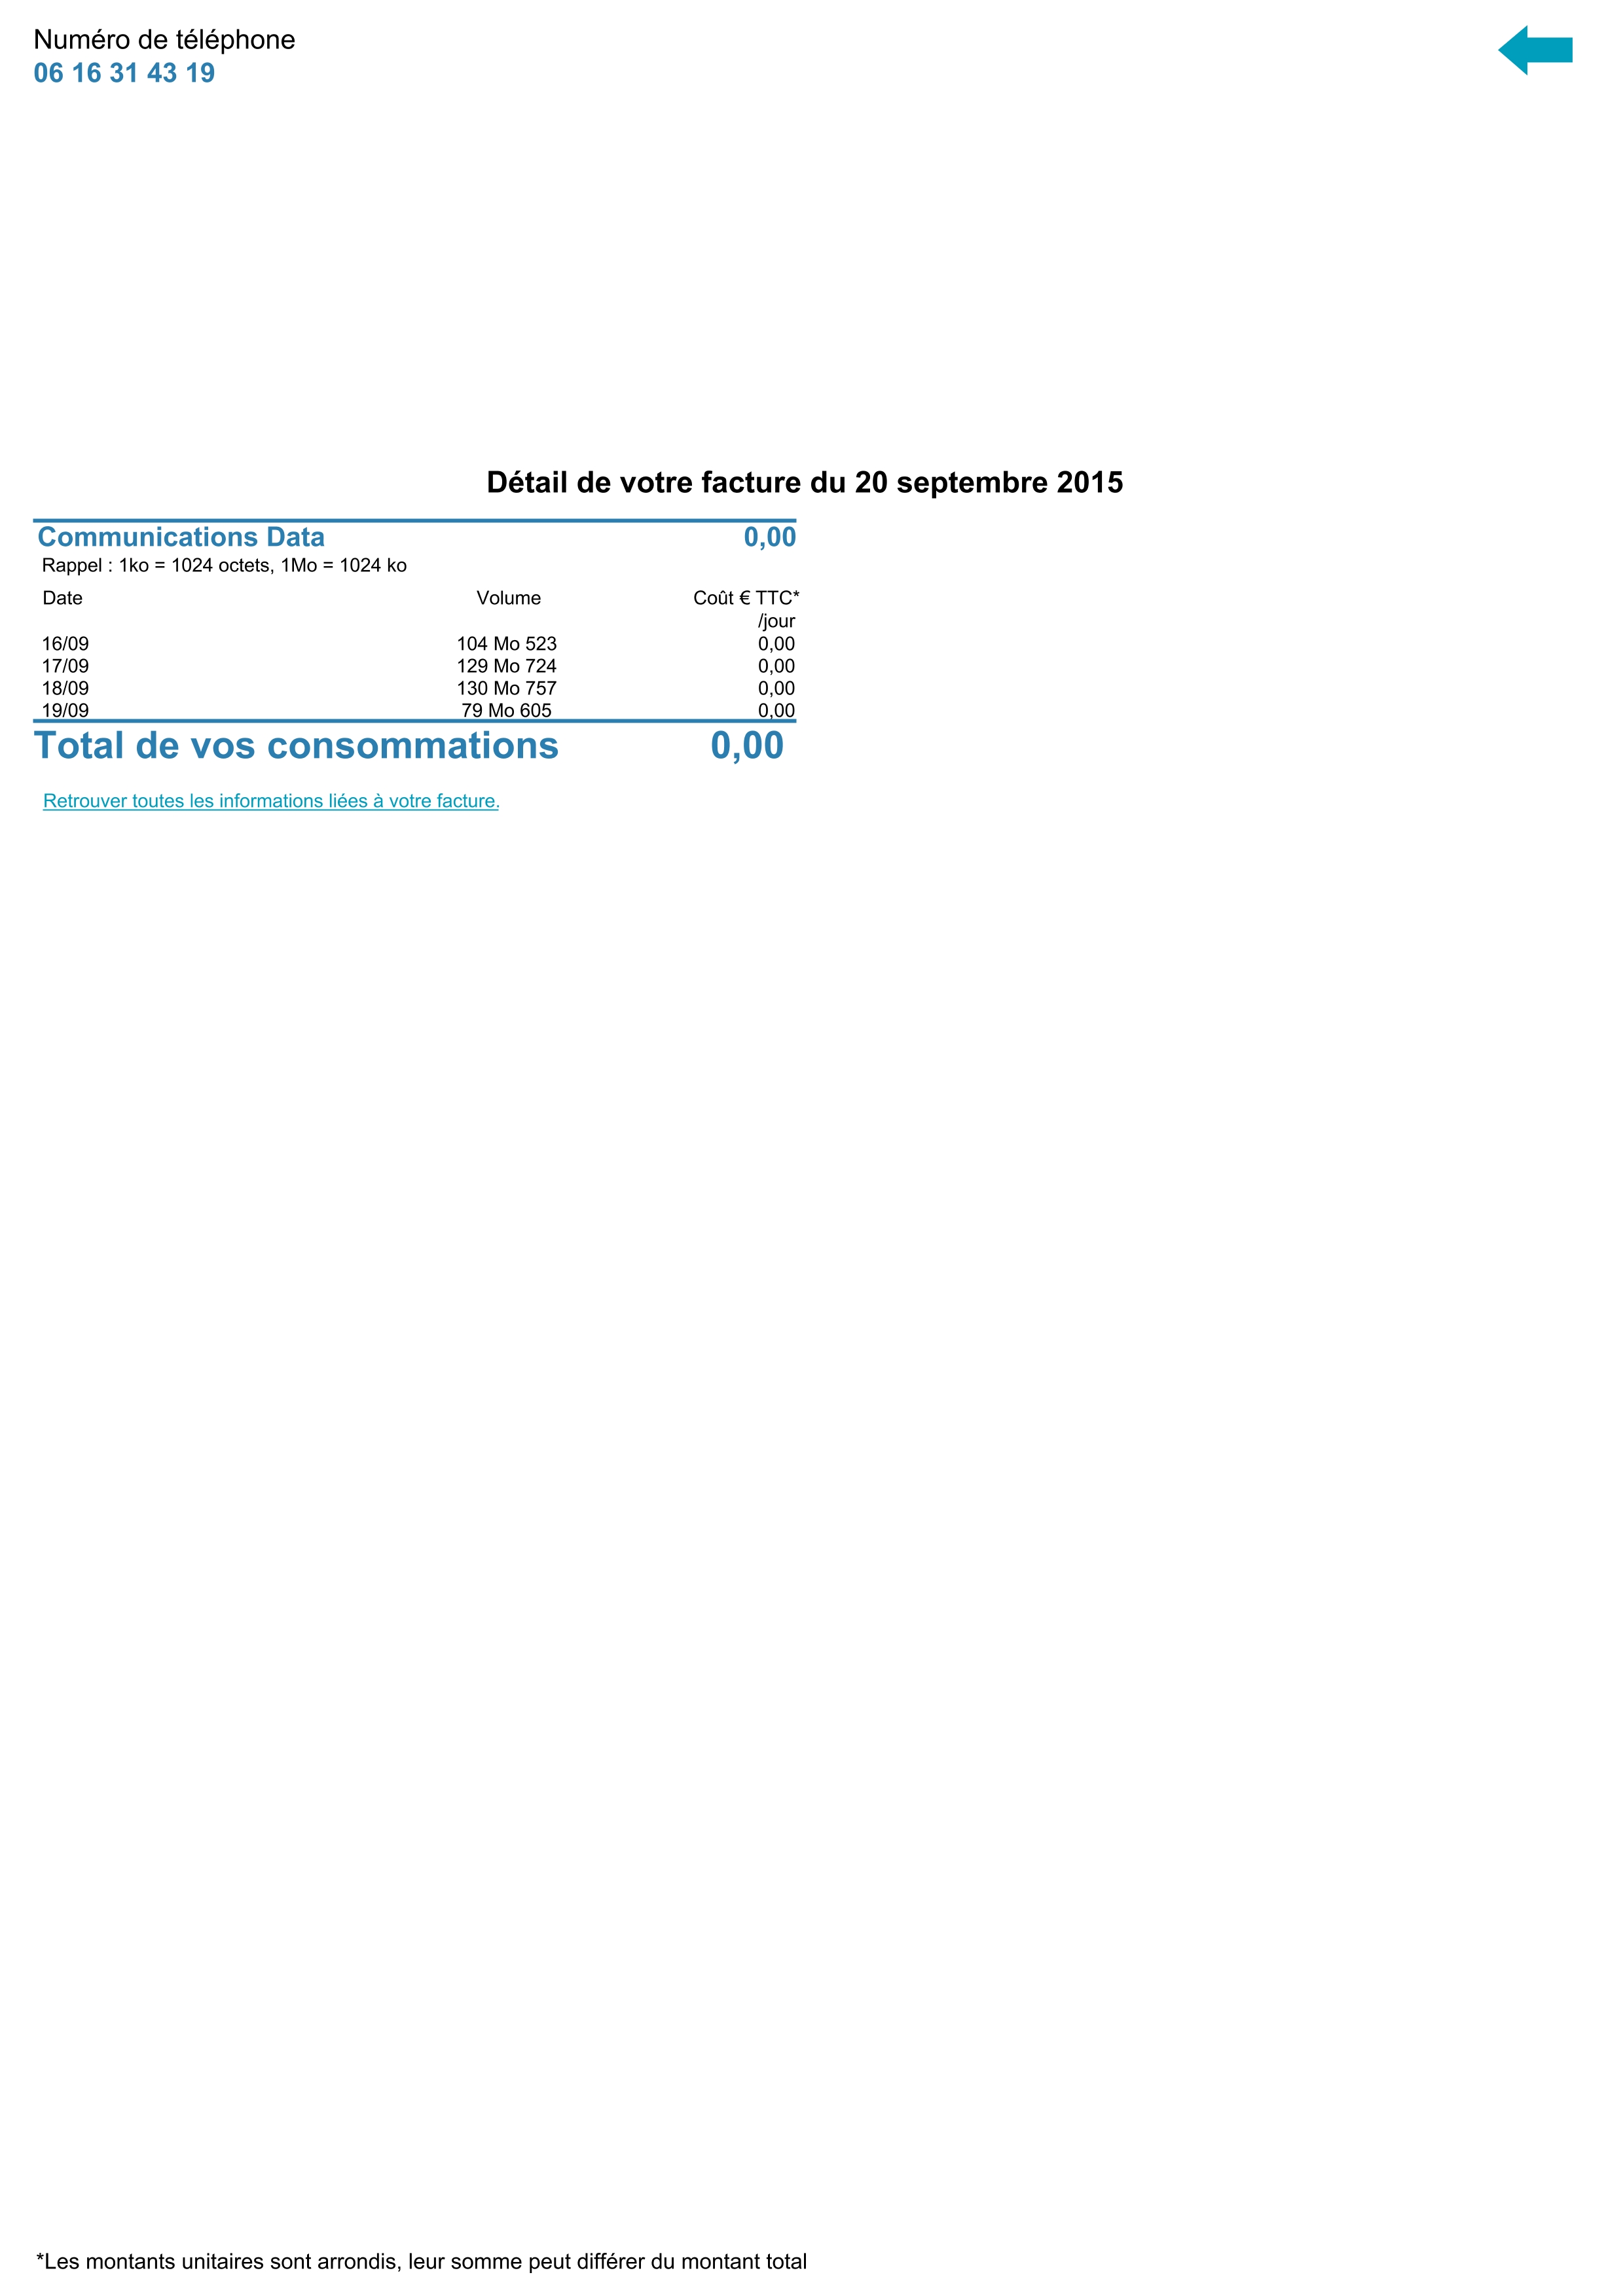 Numéro de téléphone
06 16 31 43 19
Détail de votre facture du 20 septembre 2015
Communications Data 0,00
Rappel : 1ko = 1024 octets, 1Mo = 1024 ko
Date Volume Coût € TTC*
/jour
16/09 104 Mo 523 0,00
17/09 129 Mo 724 0,00
18/09 130 Mo 757 0,00
19/09 79 Mo 605 0,00
Total de vos consommations 0,00
Retrouver toutes les informations liées à votre facture.
*Les montants unitaires sont arrondis, leur somme peut différer du montant total